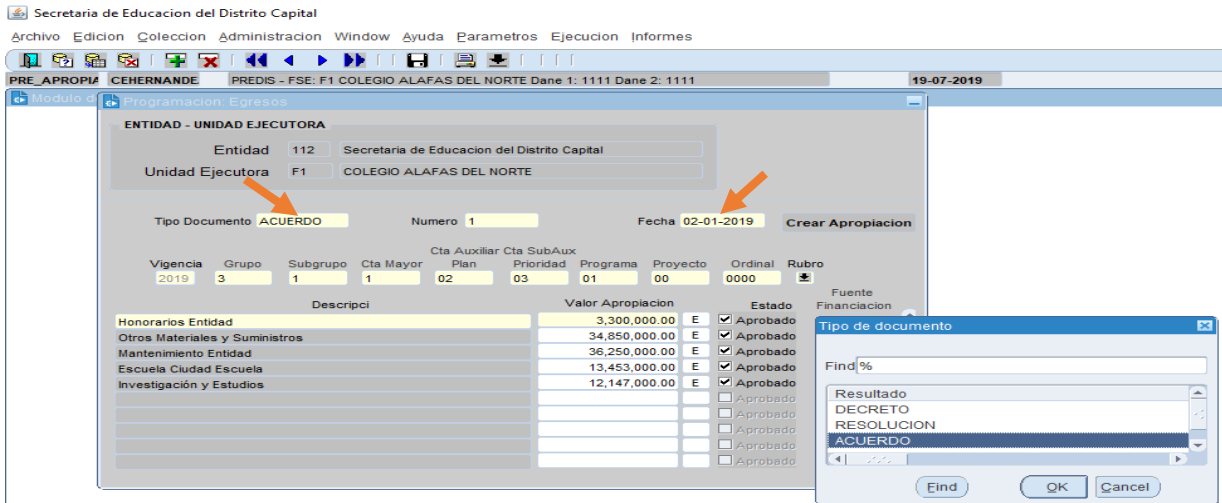 Secretaria de Educacion del Distrito Capital
Archivo Edicion Coleccion Administracion Window Ayuda Parametros Ejecucion Informes
PRE_APROPIA CEHERNANDE PREDIS - FSE: F1 COLEGIO ALAFAS DEL NORTE Dane 1: 1111 Dane 2: 1111 19-07-2019
Modulo d
Programacion: Egresos
ENTIDAD - UNIDAD EJECUTORA
Entidad 112 Secretaria de Educacion del Distrito Capital
Unidad Ejecutora F1 COLEGIO ALAFAS DEL NORTE
Tipo Documento ACUERDO Numero 1 Fecha 02-01-2019 Crear Apropiacion
Cta Auxiliar Cta SubAux
Vigencia Grupo Subgrupo Cta Mayor Plan Prioridad Programa Proyecto Ordinal Rubro
2019 3 1 1 02 03 01 00 0000
Fuente
Descripci Valor Apropiacion Estado Financiacion
Honorarios Entidad 3,300,000.00 E Aprobado
Otros Materiales y Suministros 34,850,000.00 E Aprobado
Mantenimiento Entidad 36,250,000.00 E Aprobado
Escuela Ciudad Escuela 13,453,000.00 E Aprobado
Investigación y Estudios 12,147,000.00 E Aprobado
Aprobado
Aprobado
Aprobado
Aprobado
Aprobado
Tipo de documento
Find %
Resultado
DECRETO
RESOLUCION
ACUERDO
Find OK Cancel